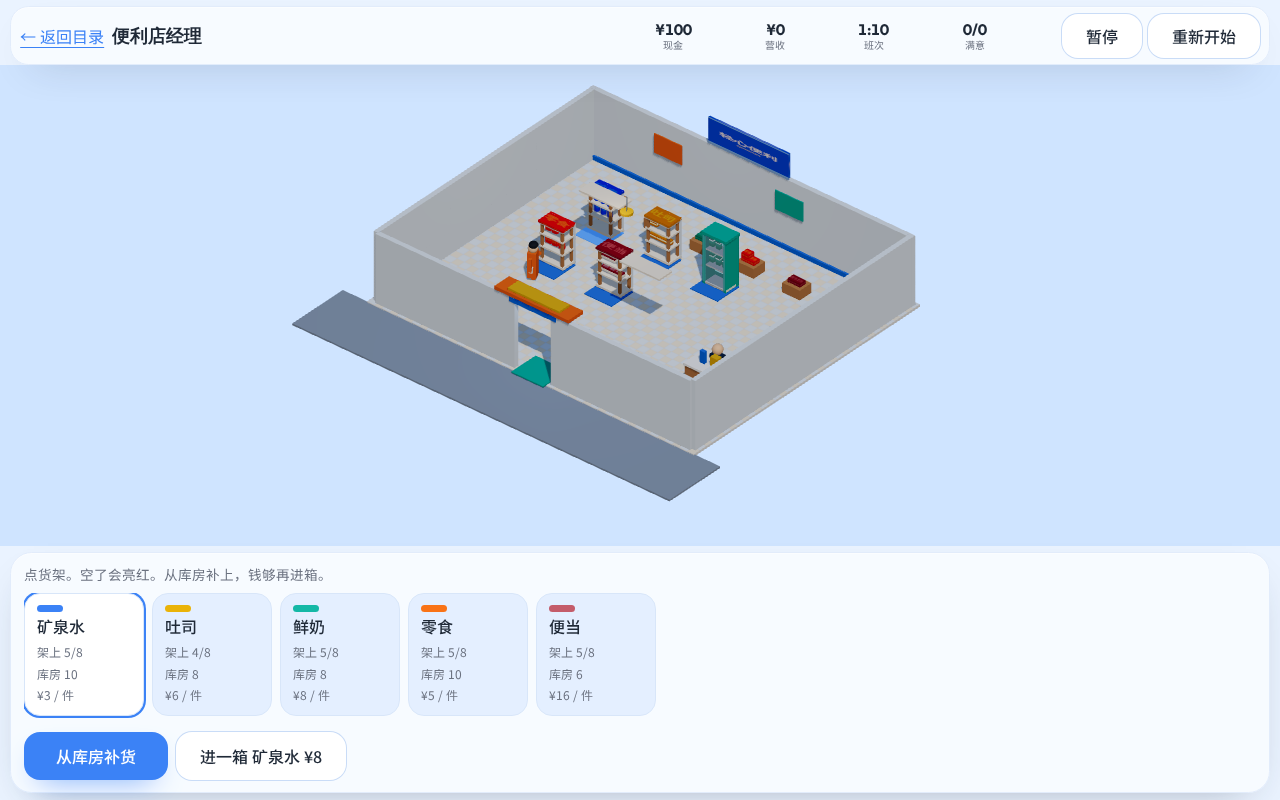 ← 返回目录 便利店经理
¥100
现金
¥0
营收
1:10
班次
0/0
满意
暂停
重新开始
点货架。空了会亮红。从库房补上，钱够再进箱。
矿泉水
架上 5/8
库房 10
¥3 / 件
吐司
架上 4/8
库房 8
¥6 / 件
鲜奶
架上 5/8
库房 8
¥8 / 件
零食
架上 5/8
库房 10
¥5 / 件
便当
架上 5/8
库房 6
¥16 / 件
从库房补货
进一箱 矿泉水 ¥8